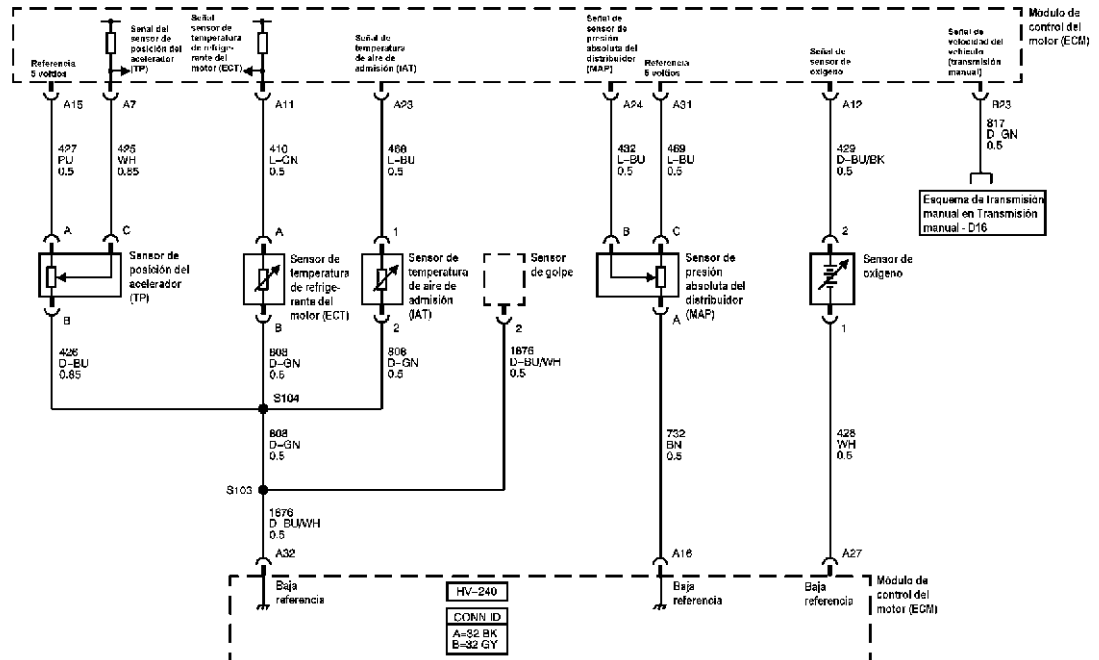 Módulo de
control del
motor (ECM)
Señal del
sensor de
posición del
acelerador
(TP)
Señal
sensor de
temperatura
de refrige-
rante del
motor (ECT)
Señal de
temperatura
de aire de
admisión (IAT)
Señal de
sensor de
presión
absoluta del
distribuidor
(MAP)
Referencia
5 voltios
Referencia
5 voltios
Señal de
sensor de
oxígeno
Señal de
velocidad del
vehículo
(transmisión
manual)
A15
A7
A11
A23
A24
A31
A12
B23
427
PU
0.5
425
WH
0.85
410
L-GN
0.5
468
L-BU
0.5
432
L-BU
0.5
469
L-BU
0.5
429
D-BU/BK
0.5
817
D_GN
0.5
Esquema de transmisión
manual en Transmisión
manual - D16
A
C
A
1
B
C
2
Sensor de
posición del
acelerador
(TP)
Sensor de
temperatura
de refrige-
rante del
motor (ECT)
Sensor de
temperatura
de aire de
admisión
(IAT)
Sensor
de golpe
Sensor de
presión
absoluta del
distribuidor
(MAP)
Sensor de
oxígeno
B
B
2
2
A
1
426
D-BU
0.85
808
D-GN
0.5
808
D-GN
0.5
1876
D-BU/WH
0.5
S104
808
D-GN
0.5
732
BN
0.5
428
WH
0.5
S103
1876
D_BU/WH
0.5
A32
A16
A27
Baja
referencia
HV-240
CONN ID
A=32 BK
B=32 GY
Baja
referencia
Baja
referencia
Módulo de
control del
motor (ECM)